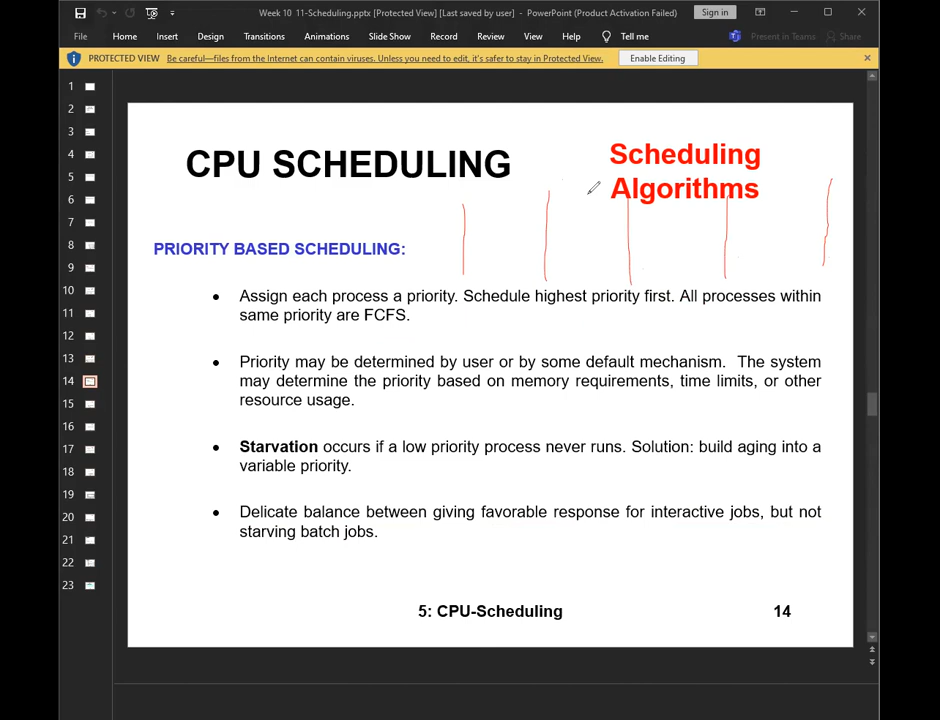 Week 10 11-Scheduling.pptx [Protected View] [Last saved by user] - PowerPoint (Product Activation Failed)
Sign in
File Home Insert Design Transitions Animations Slide Show Record Review View Help Tell me Present in Teams Share
PROTECTED VIEW Be careful—files from the Internet can contain viruses. Unless you need to edit, it's safer to stay in Protected View. Enable Editing
1
2
3
4
5
6
7
8
9
10
11
12
13
14
15
16
17
18
19
20
21
22
23
CPU SCHEDULING
Scheduling
Algorithms
PRIORITY BASED SCHEDULING:
• Assign each process a priority. Schedule highest priority first. All processes within
same priority are FCFS.
• Priority may be determined by user or by some default mechanism. The system
may determine the priority based on memory requirements, time limits, or other
resource usage.
• Starvation occurs if a low priority process never runs. Solution: build aging into a
variable priority.
• Delicate balance between giving favorable response for interactive jobs, but not
starving batch jobs.
5: CPU-Scheduling
14